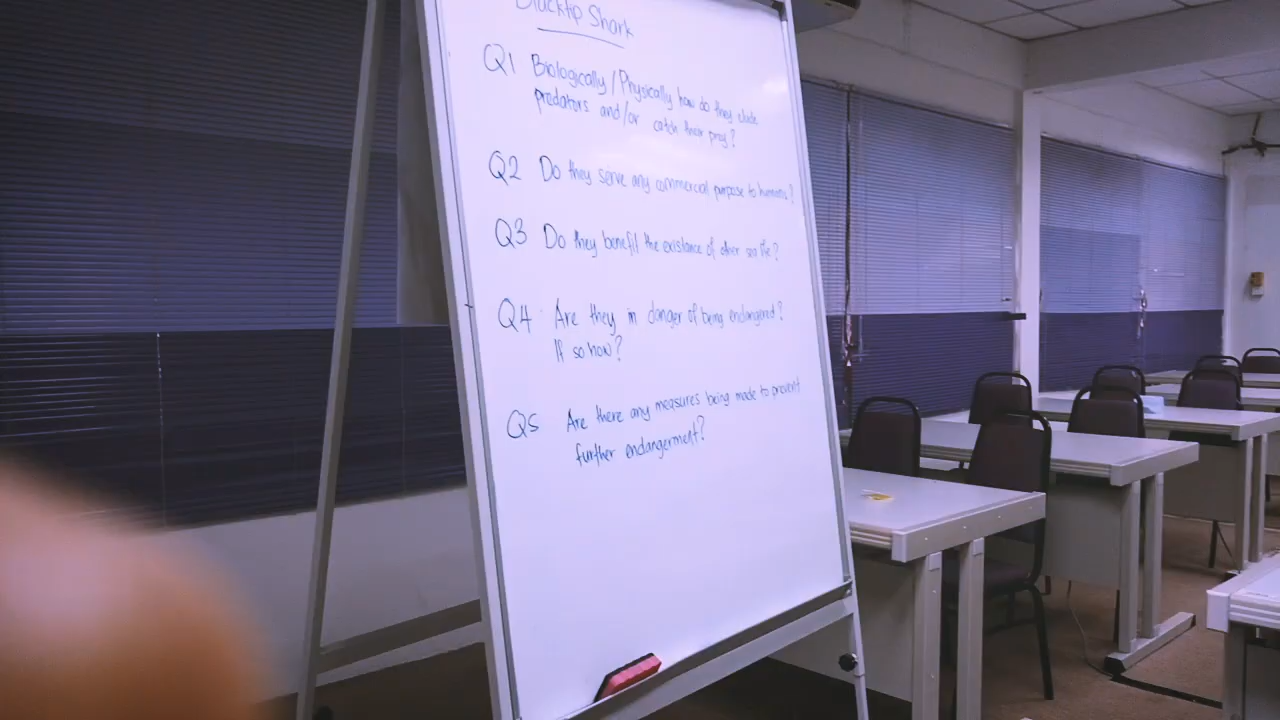 Blacktip Shark
Q1 Biologically/Physically how do they elude
predators and/or catch their prey?
Q2 Do they serve any commercial purpose to humans?
Q3 Do they benefit the existance of other sea life?
Q4 Are they in danger of being endangered?
If so how?
Q5 Are there any measures being made to prevent
further endangerment?